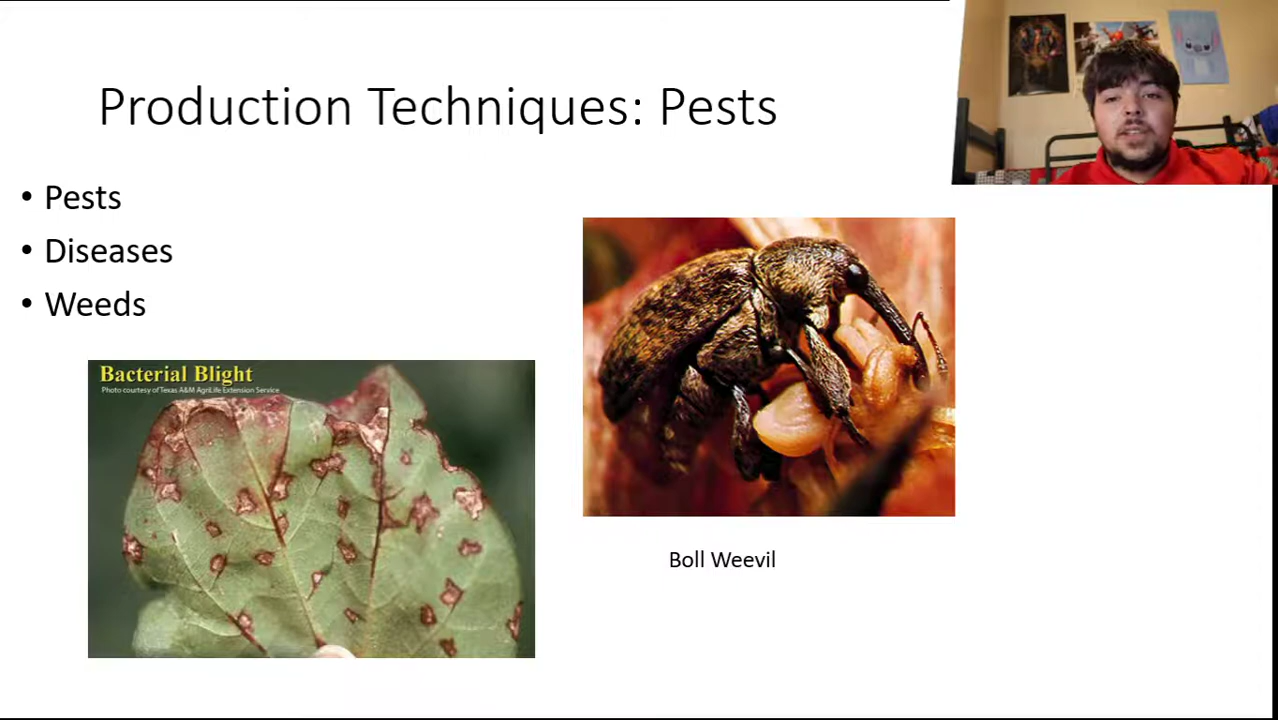 Production Techniques: Pests
• Pests
• Diseases
• Weeds
Bacterial Blight
Photo courtesy of Texas A&M AgriLife Extension Service
Boll Weevil